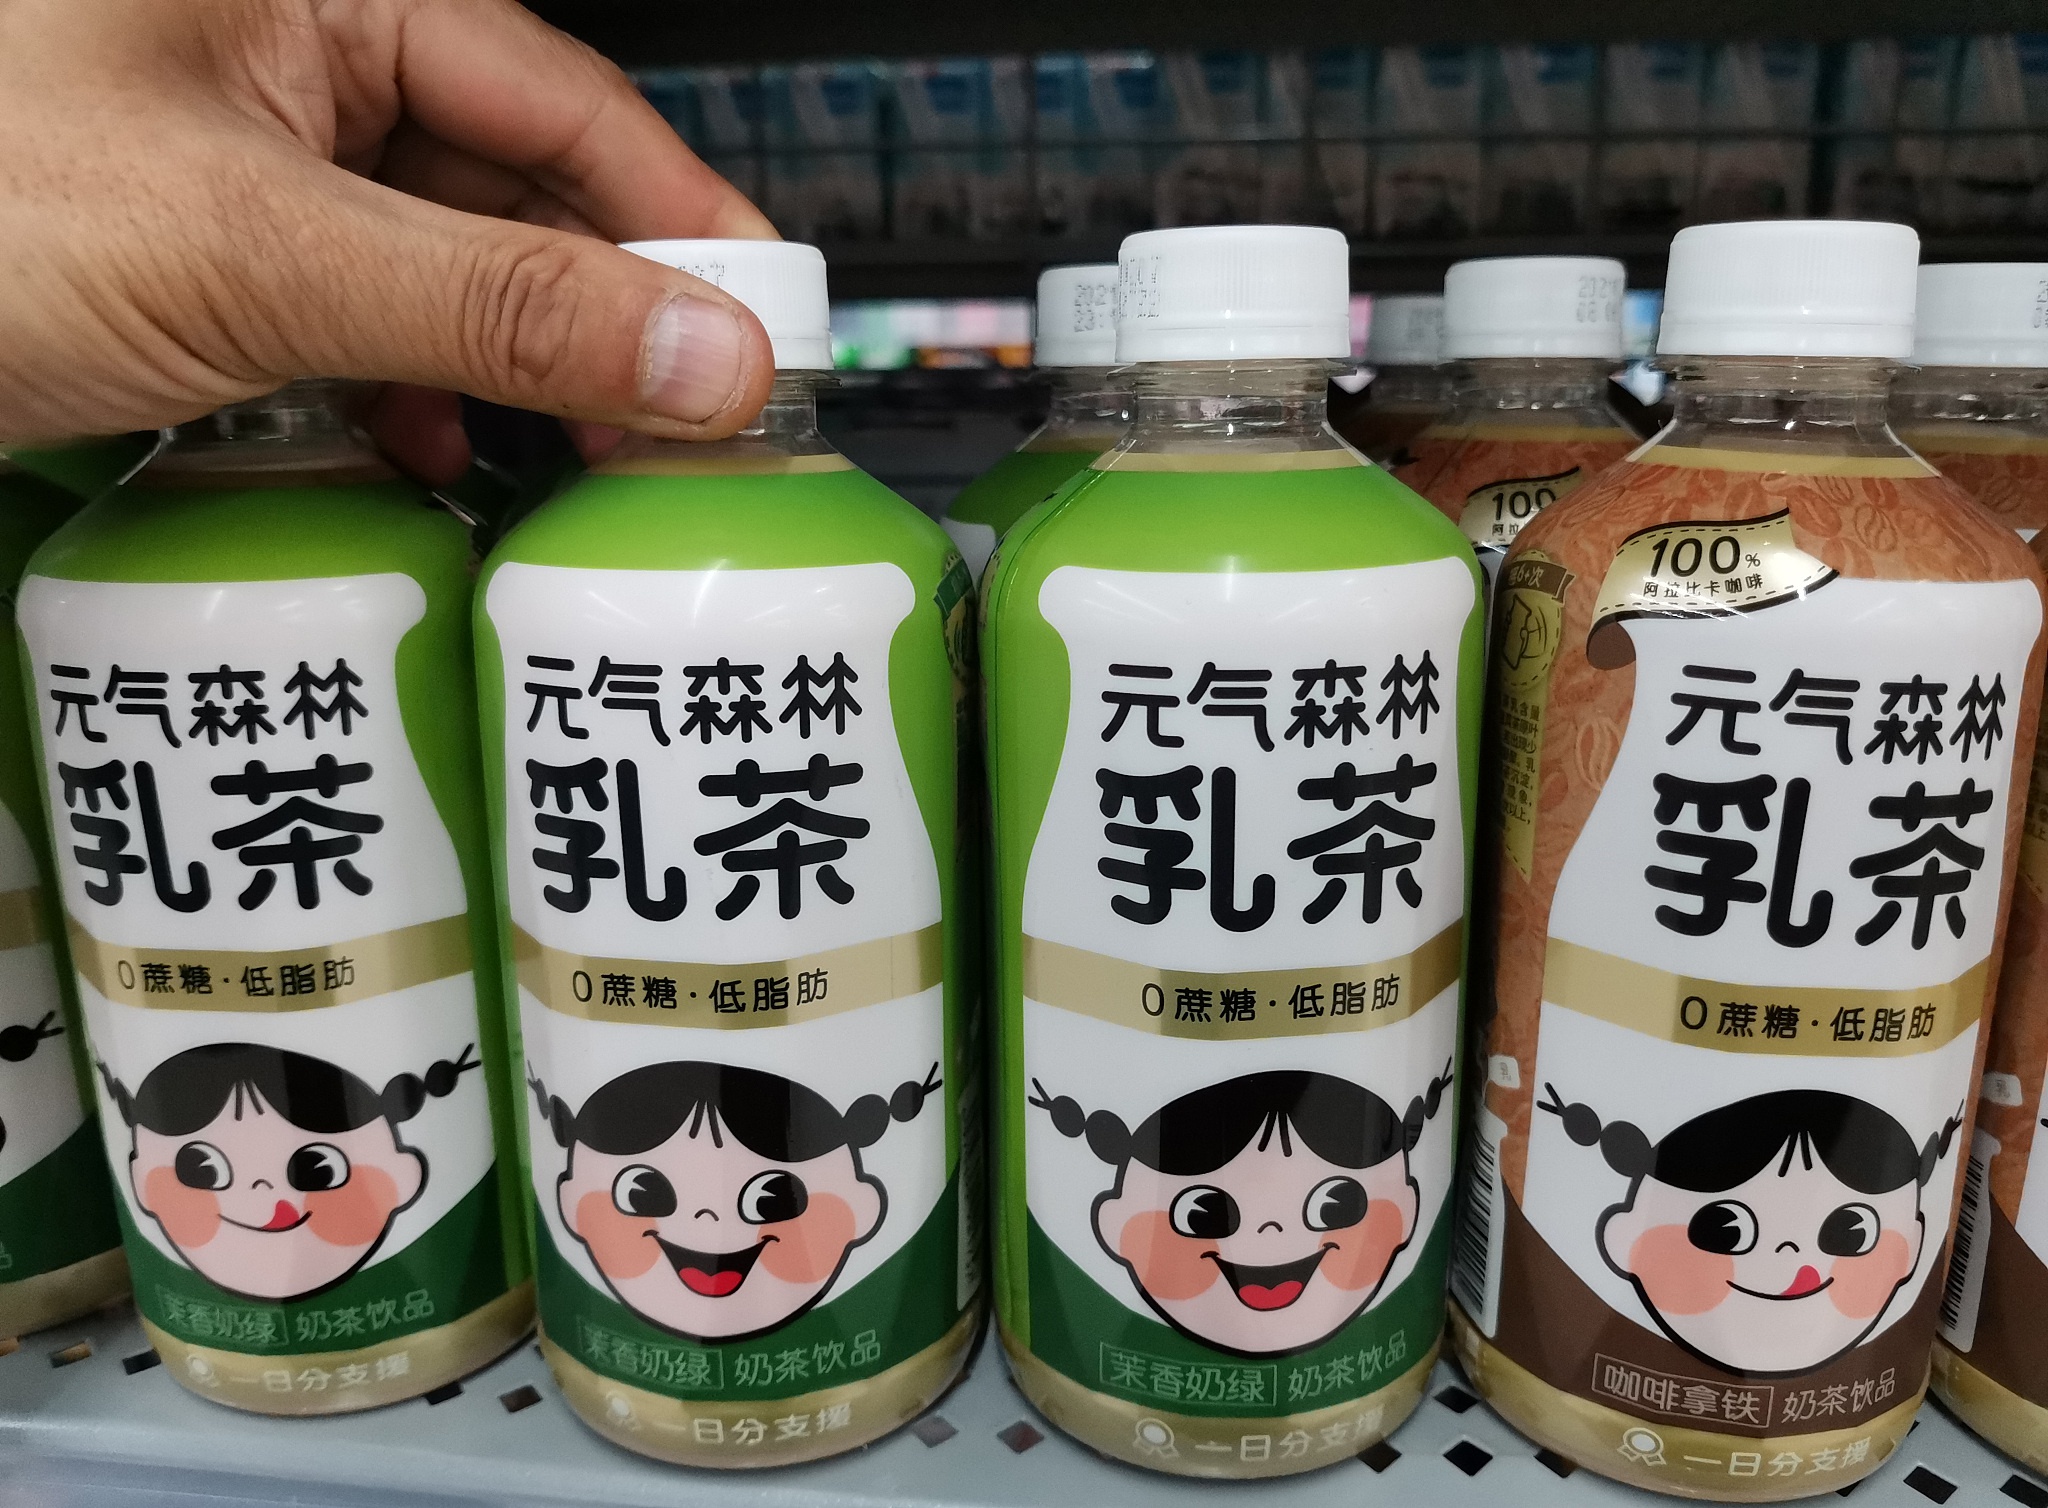 元气森林
乳茶
0蔗糖·低脂肪
茉香奶绿 奶茶饮品
一日分支援
元气森林
乳茶
0蔗糖·低脂肪
茉香奶绿 奶茶饮品
一日分支援
元气森林
乳茶
0蔗糖·低脂肪
茉香奶绿 奶茶饮品
一日分支援
100%
阿拉比卡咖啡
元气森林
乳茶
0蔗糖·低脂肪
咖啡拿铁 奶茶饮品
一日分支援
100
阿拉
2021
2021